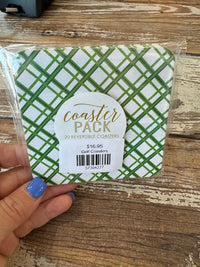 coaster
PACK
20 REVERSIBLE COASTERS
$16.95
Golf Coasters